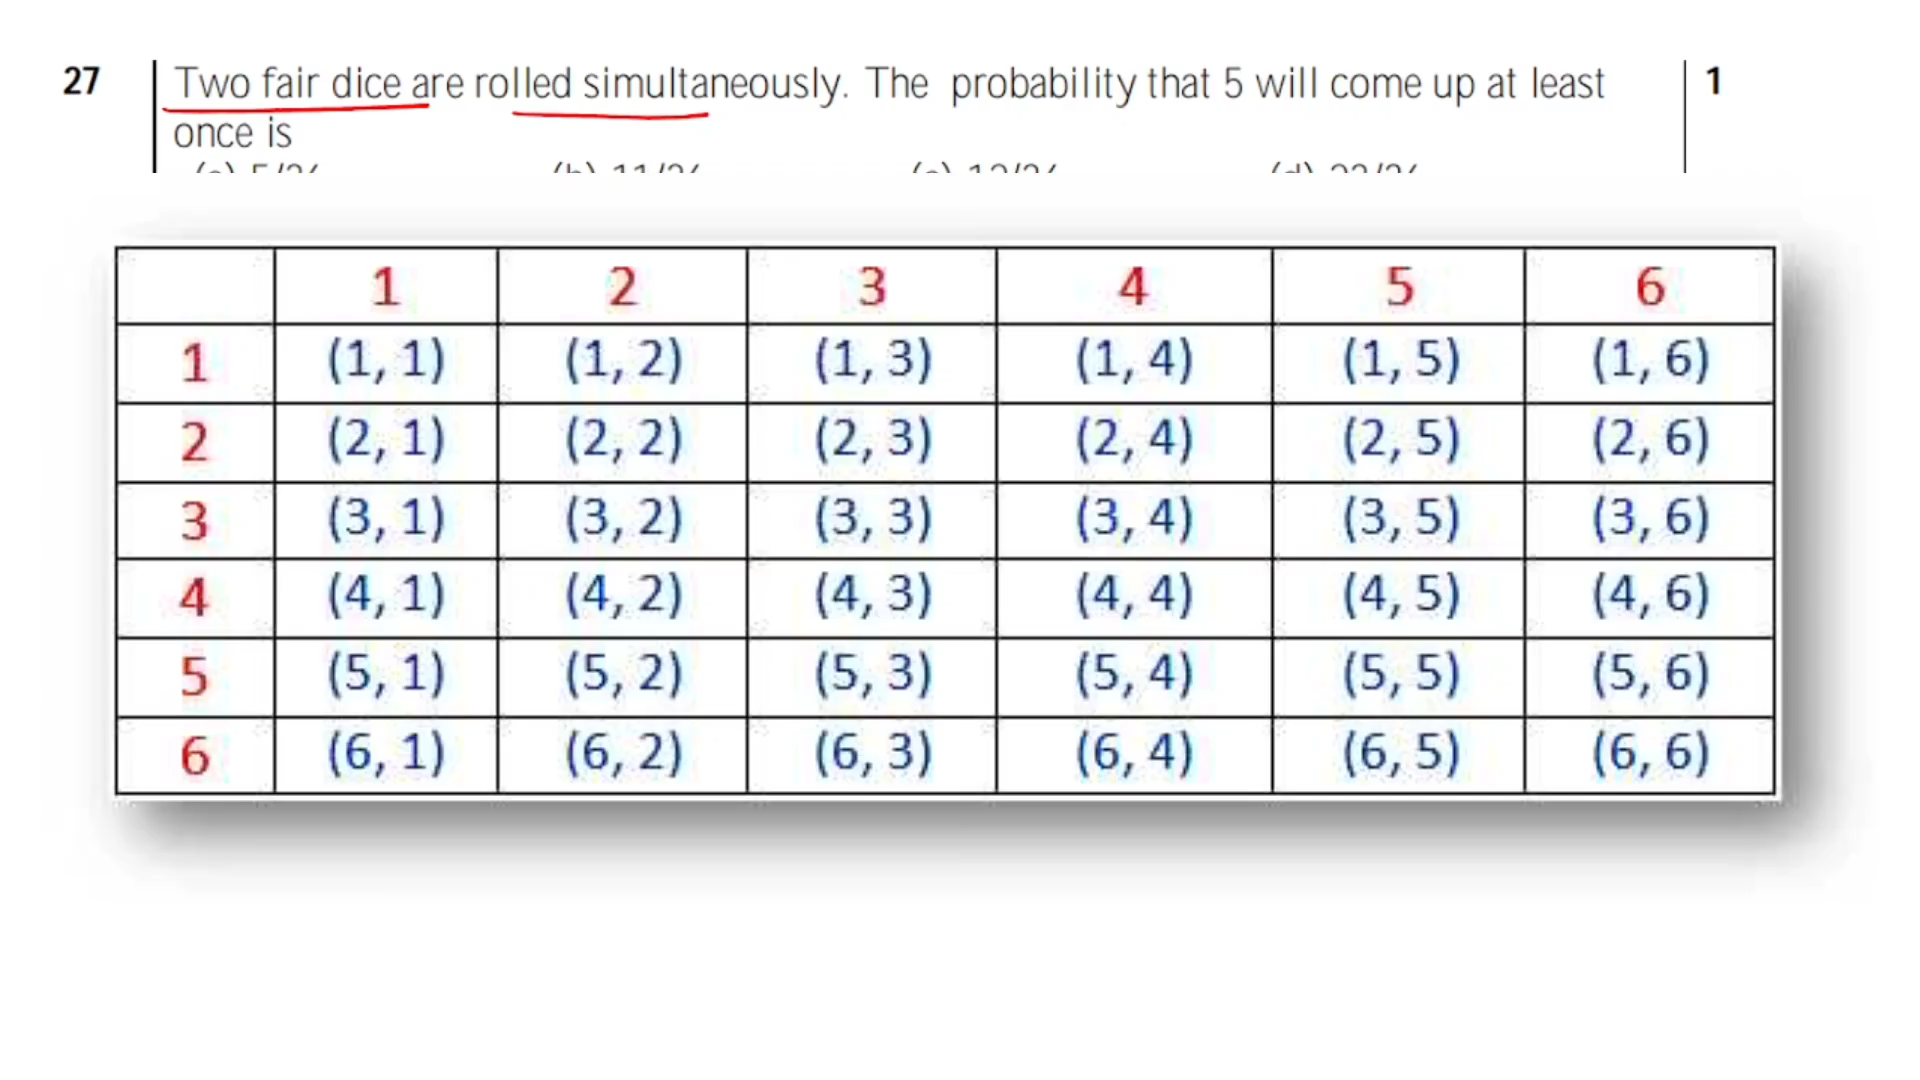 27 Two fair dice are rolled simultaneously. The probability that 5 will come up at least 1
once is
1 2 3 4 5 6
1 (1, 1) (1, 2) (1, 3) (1, 4) (1, 5) (1, 6)
2 (2, 1) (2, 2) (2, 3) (2, 4) (2, 5) (2, 6)
3 (3, 1) (3, 2) (3, 3) (3, 4) (3, 5) (3, 6)
4 (4, 1) (4, 2) (4, 3) (4, 4) (4, 5) (4, 6)
5 (5, 1) (5, 2) (5, 3) (5, 4) (5, 5) (5, 6)
6 (6, 1) (6, 2) (6, 3) (6, 4) (6, 5) (6, 6)